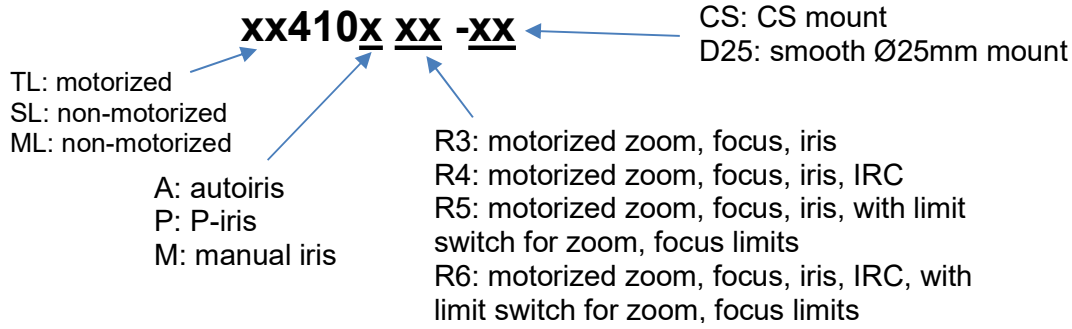 xx410x xx -xx
CS: CS mount
D25: smooth Ø25mm mount
TL: motorized
SL: non-motorized
ML: non-motorized
A: autoiris
P: P-iris
M: manual iris
R3: motorized zoom, focus, iris
R4: motorized zoom, focus, iris, IRC
R5: motorized zoom, focus, iris, with limit
switch for zoom, focus limits
R6: motorized zoom, focus, iris, IRC, with
limit switch for zoom, focus limits